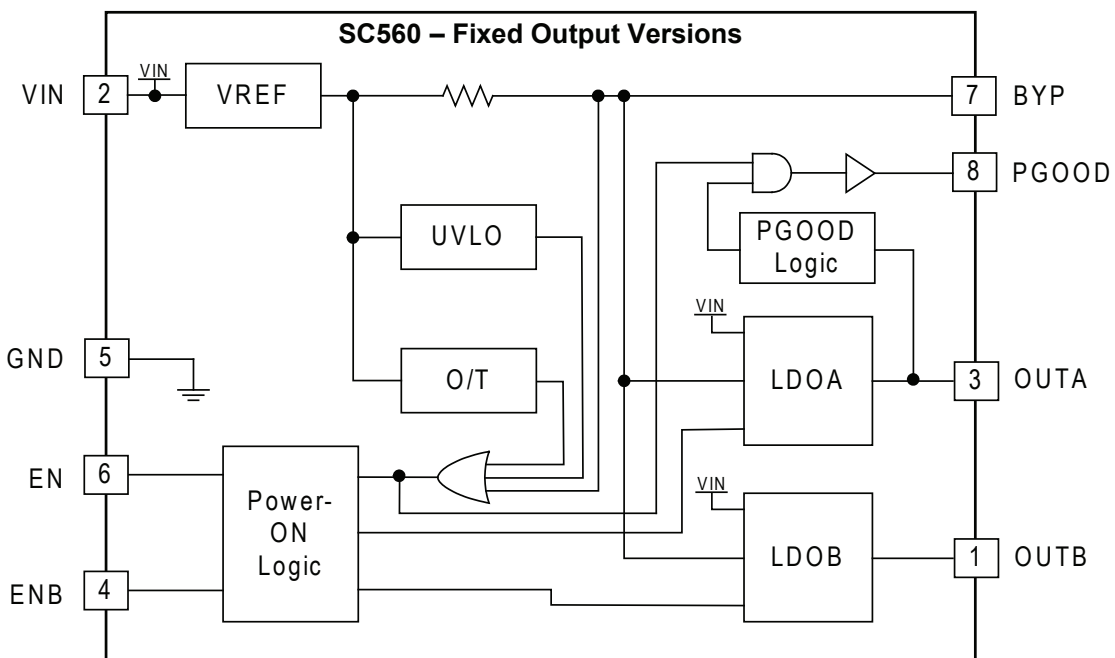 SC560 – Fixed Output Versions
VIN
2
VIN
VREF
7
BYP
8
PGOOD
UVLO
PGOOD
Logic
VIN
GND
5
O/T
LDOA
3
OUTA
EN
6
Power-
ON
Logic
VIN
LDOB
1
OUTB
ENB
4